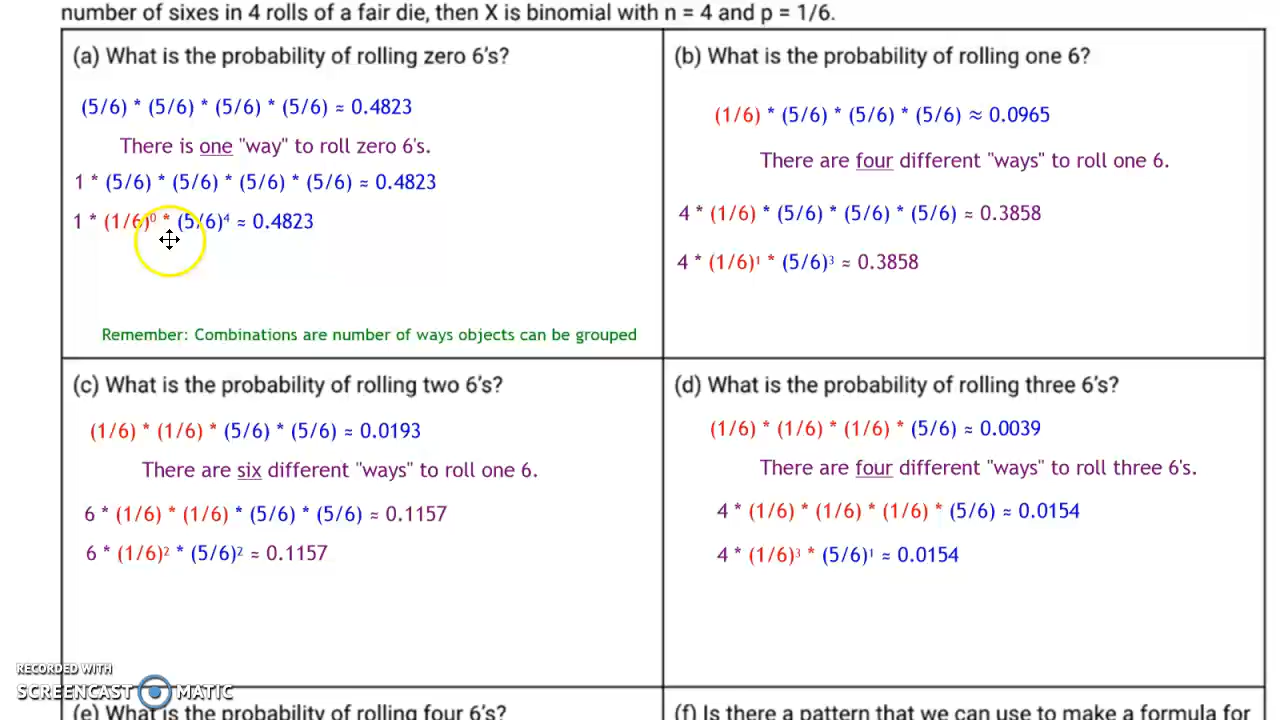 number of sixes in 4 rolls of a fair die, then X is binomial with n = 4 and p = 1/6.
(a) What is the probability of rolling zero 6's?
(5/6) * (5/6) * (5/6) * (5/6) ≈ 0.4823
There is one "way" to roll zero 6's.
1 * (5/6) * (5/6) * (5/6) * (5/6) ≈ 0.4823
1 * (1/6)⁰ * (5/6)⁴ ≈ 0.4823
Remember: Combinations are number of ways objects can be grouped
(b) What is the probability of rolling one 6?
(1/6) * (5/6) * (5/6) * (5/6) ≈ 0.0965
There are four different "ways" to roll one 6.
4 * (1/6) * (5/6) * (5/6) * (5/6) ≈ 0.3858
4 * (1/6)¹ * (5/6)³ ≈ 0.3858
(c) What is the probability of rolling two 6's?
(1/6) * (1/6) * (5/6) * (5/6) ≈ 0.0193
There are six different "ways" to roll one 6.
6 * (1/6) * (1/6) * (5/6) * (5/6) ≈ 0.1157
6 * (1/6)² * (5/6)² ≈ 0.1157
(d) What is the probability of rolling three 6's?
(1/6) * (1/6) * (1/6) * (5/6) ≈ 0.0039
There are four different "ways" to roll three 6's.
4 * (1/6) * (1/6) * (1/6) * (5/6) ≈ 0.0154
4 * (1/6)³ * (5/6)¹ ≈ 0.0154
(e) What is the probability of rolling four 6's?
(f) Is there a pattern that we can use to make a formula for
RECORDED WITH
SCREENCAST MATIC